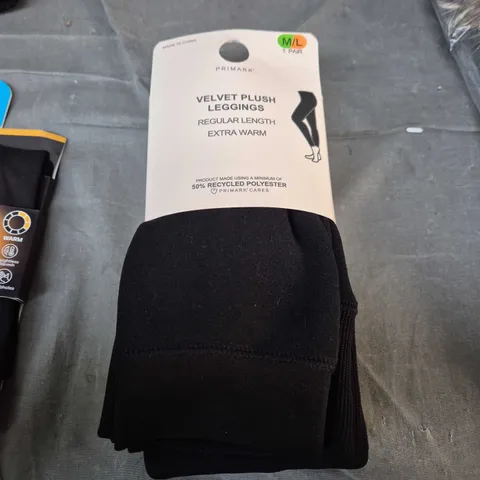 MADE IN CHINA
M/L
1 PAIR
PRIMARK®
VELVET PLUSH
LEGGINGS
REGULAR LENGTH
EXTRA WARM
PRODUCT MADE USING A MINIMUM OF
50% RECYCLED POLYESTER
PRIMARK CARES
WARM